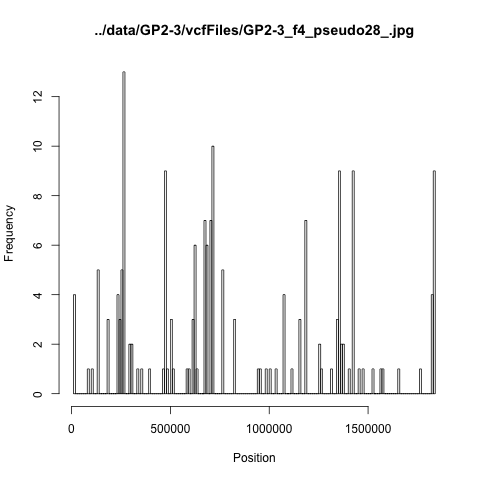 ../data/GP2-3/vcfFiles/GP2-3_f4_pseudo28_.jpg
12
10
8
6
4
2
0
Frequency
0 500000 1000000 1500000
Position